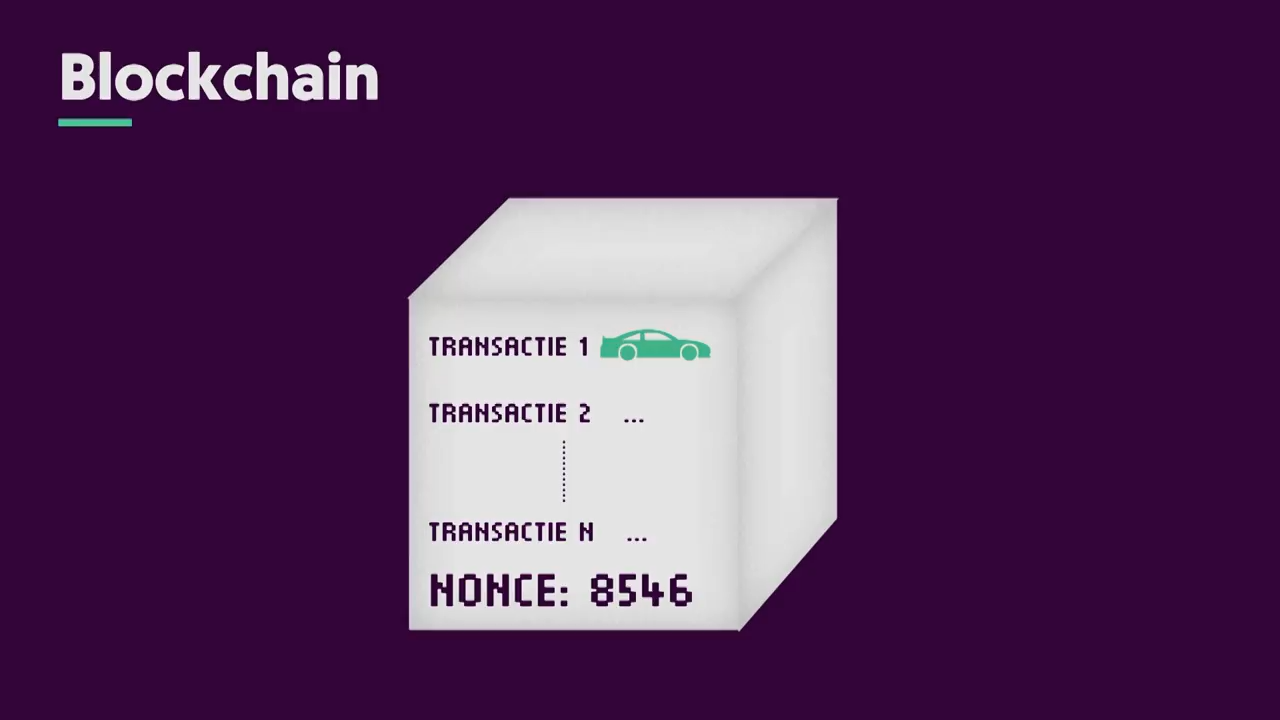 Blockchain
TRANSACTIE 1
TRANSACTIE 2 ...
TRANSACTIE N ...
NONCE: 8546